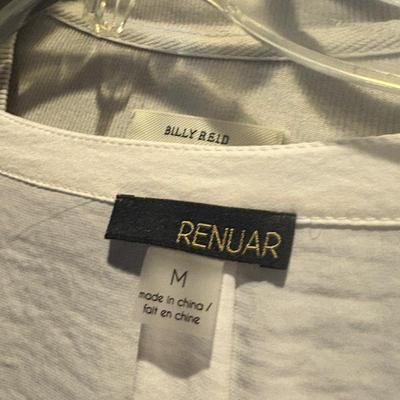 BILLY REID
RENUAR
M
made in china /
fait en chine